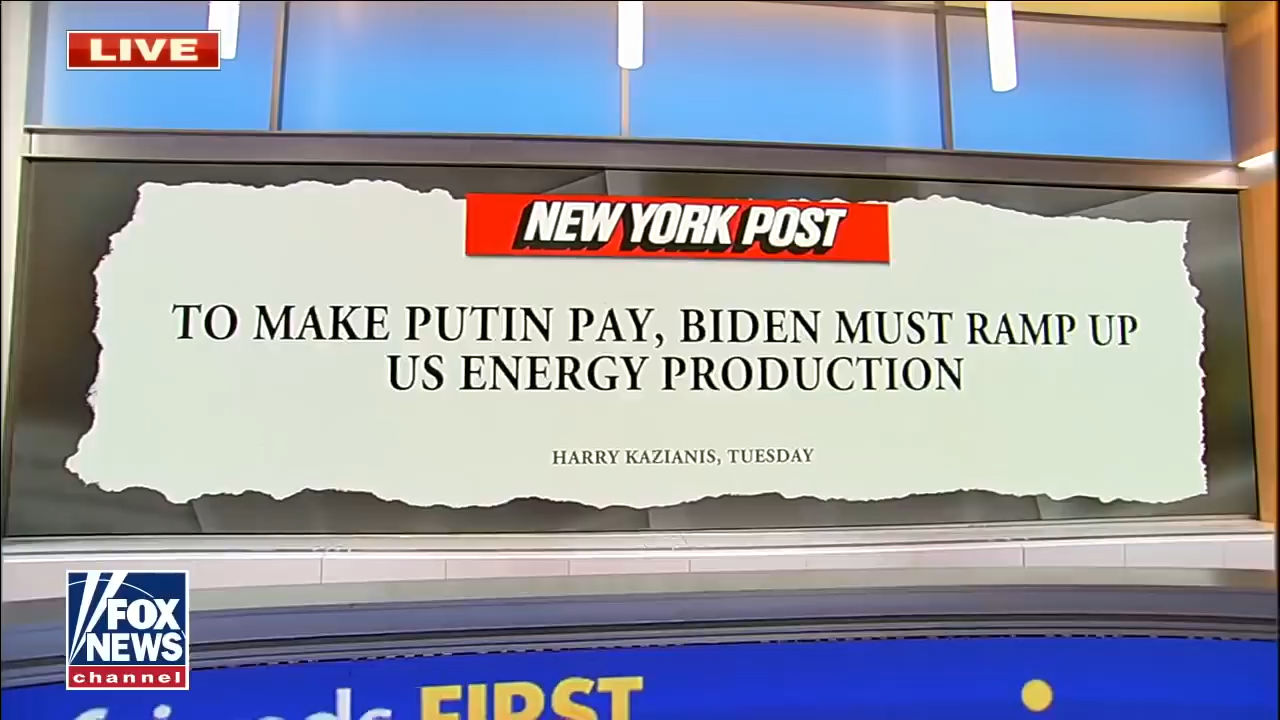 LIVE
NEW YORK POST
TO MAKE PUTIN PAY, BIDEN MUST RAMP UP
US ENERGY PRODUCTION
HARRY KAZIANIS, TUESDAY
FOX
NEWS
channel
friends FIRST